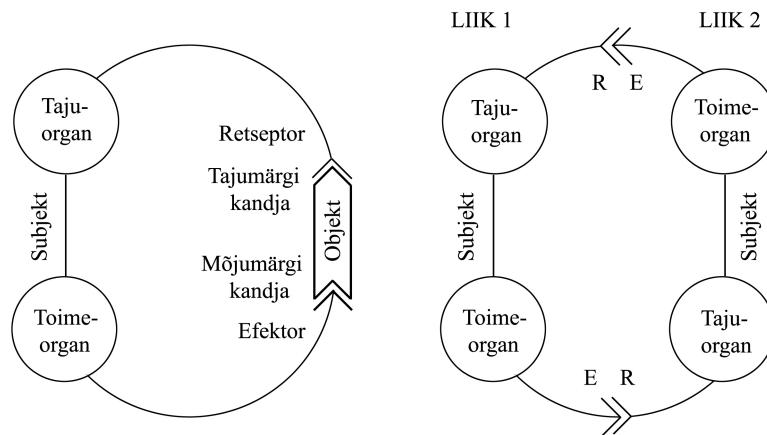 Taju-
organ
Subjekt
Toime-
organ
Retseptor
Tajumärgi
kandja
Objekt
Mõjumärgi
kandja
Efektor
LIIK 1
LIIK 2
R E
Taju-
organ
Toime-
organ
Subjekt
Subjekt
Toime-
organ
Taju-
organ
E R